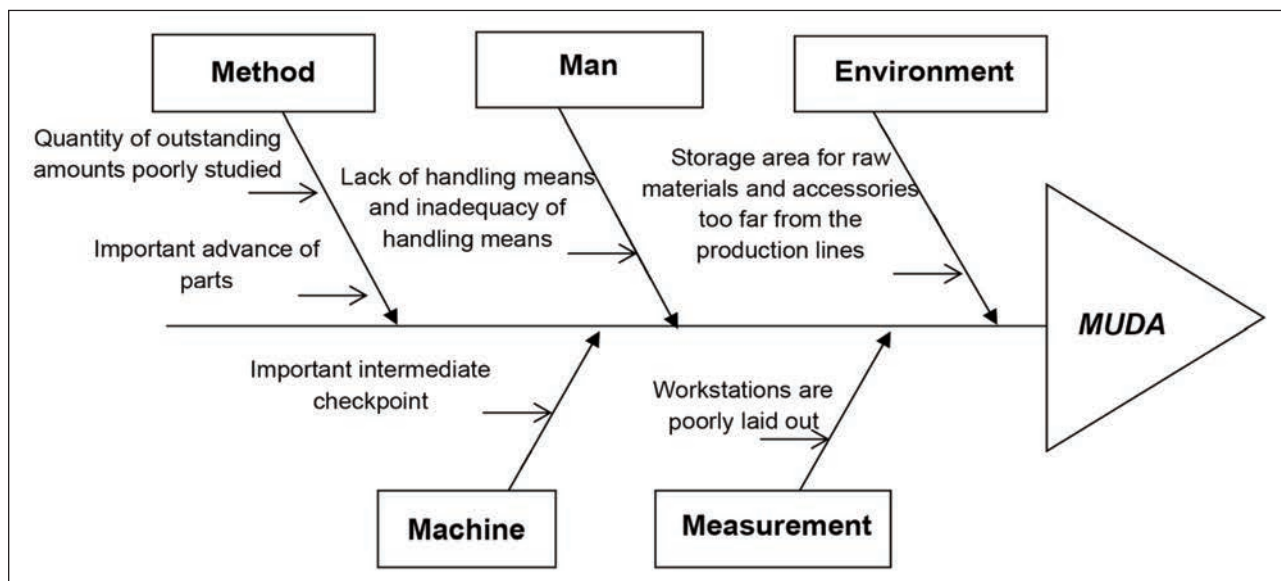 Method
Man
Environment
Quantity of outstanding
amounts poorly studied
Important advance of
parts
Lack of handling means
and inadequacy of
handling means
Storage area for raw
materials and accessories
too far from the
production lines
MUDA
Important intermediate
checkpoint
Workstations are
poorly laid out
Machine
Measurement